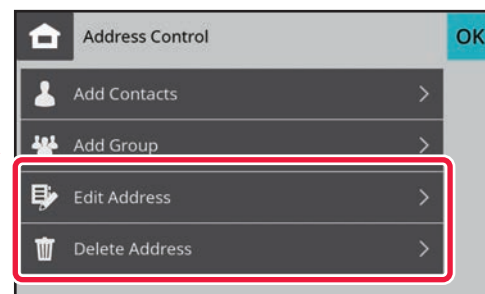 Address Control
OK
Add Contacts
Add Group
Edit Address
Delete Address